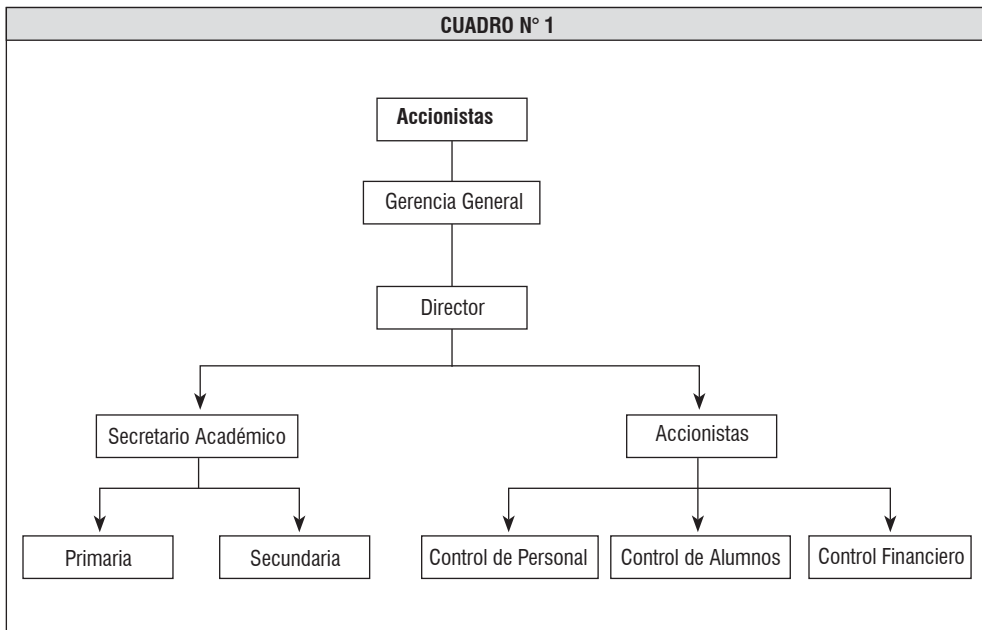 CUADRO N° 1
Accionistas
Gerencia General
Director
Secretario Académico
Accionistas
Primaria
Secundaria
Control de Personal
Control de Alumnos
Control Financiero